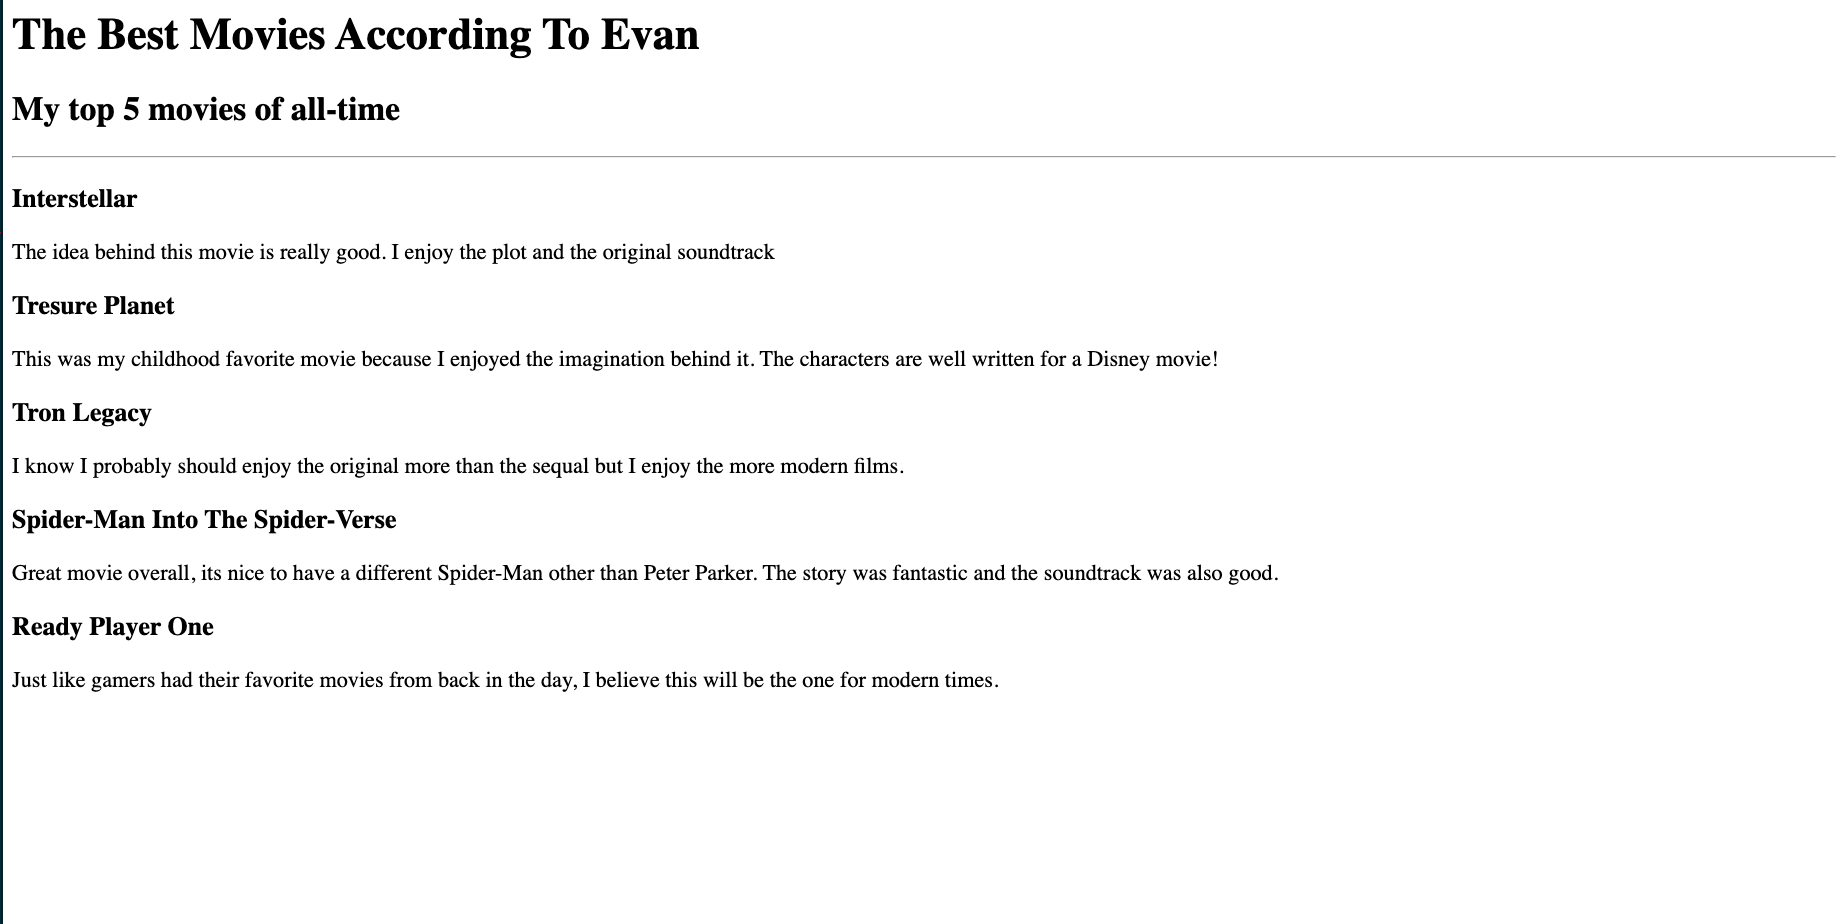 The Best Movies According To Evan
My top 5 movies of all-time
Interstellar
The idea behind this movie is really good. I enjoy the plot and the original soundtrack
Tresure Planet
This was my childhood favorite movie because I enjoyed the imagination behind it. The characters are well written for a Disney movie!
Tron Legacy
I know I probably should enjoy the original more than the sequal but I enjoy the more modern films.
Spider-Man Into The Spider-Verse
Great movie overall, its nice to have a different Spider-Man other than Peter Parker. The story was fantastic and the soundtrack was also good.
Ready Player One
Just like gamers had their favorite movies from back in the day, I believe this will be the one for modern times.